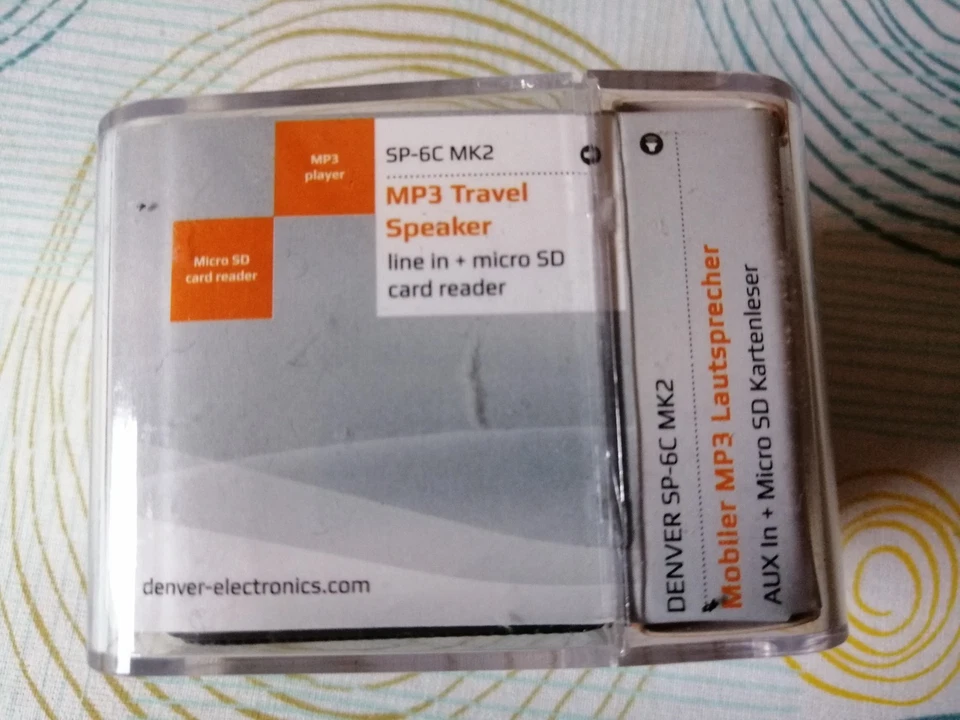 MP3
player
Micro SD
card reader
SP-6C MK2
MP3 Travel
Speaker
line in + micro SD
card reader
denver-electronics.com
DENVER SP-6C MK2
Mobiler MP3 Lautsprecher
AUX In + Micro SD Kartenleser